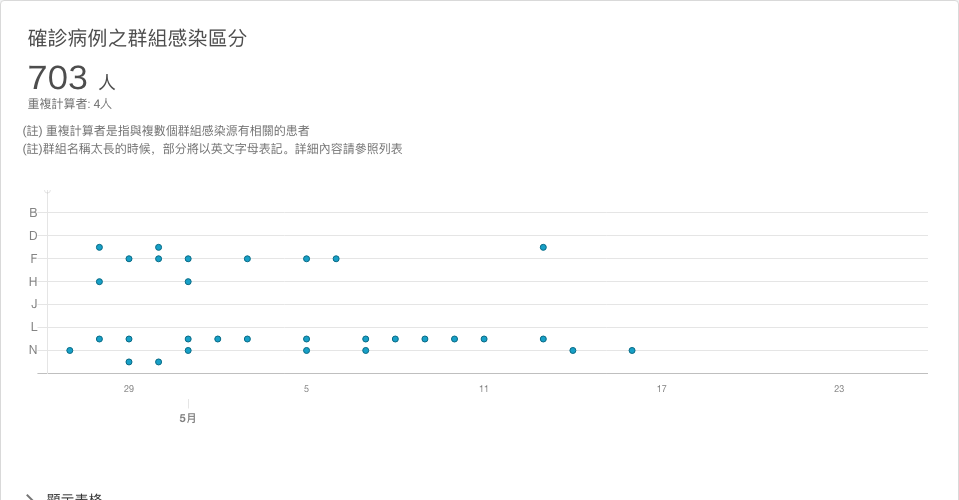 確診病例之群組感染區分
703 人
重複計算者: 4人
(註) 重複計算者是指與複數個群組感染源有相關的患者
(註)群組名稱太長的時候，部分將以英文字母表記。詳細內容請參照列表
B
D
F
H
J
L
N
29 5 11 17 23
5月
顯示表格